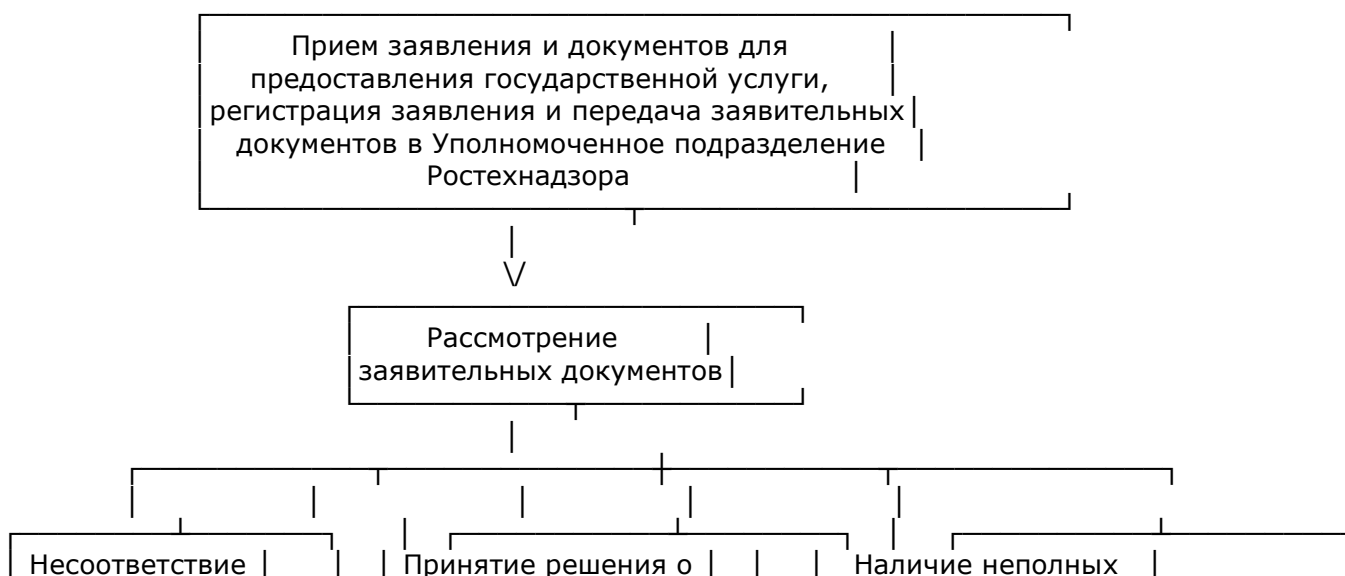 Прием заявления и документов для
предоставления государственной услуги,
регистрация заявления и передача заявительных
документов в Уполномоченное подразделение
Ростехнадзора
Рассмотрение
заявительных документов
Несоответствие Принятие решения о Наличие неполных